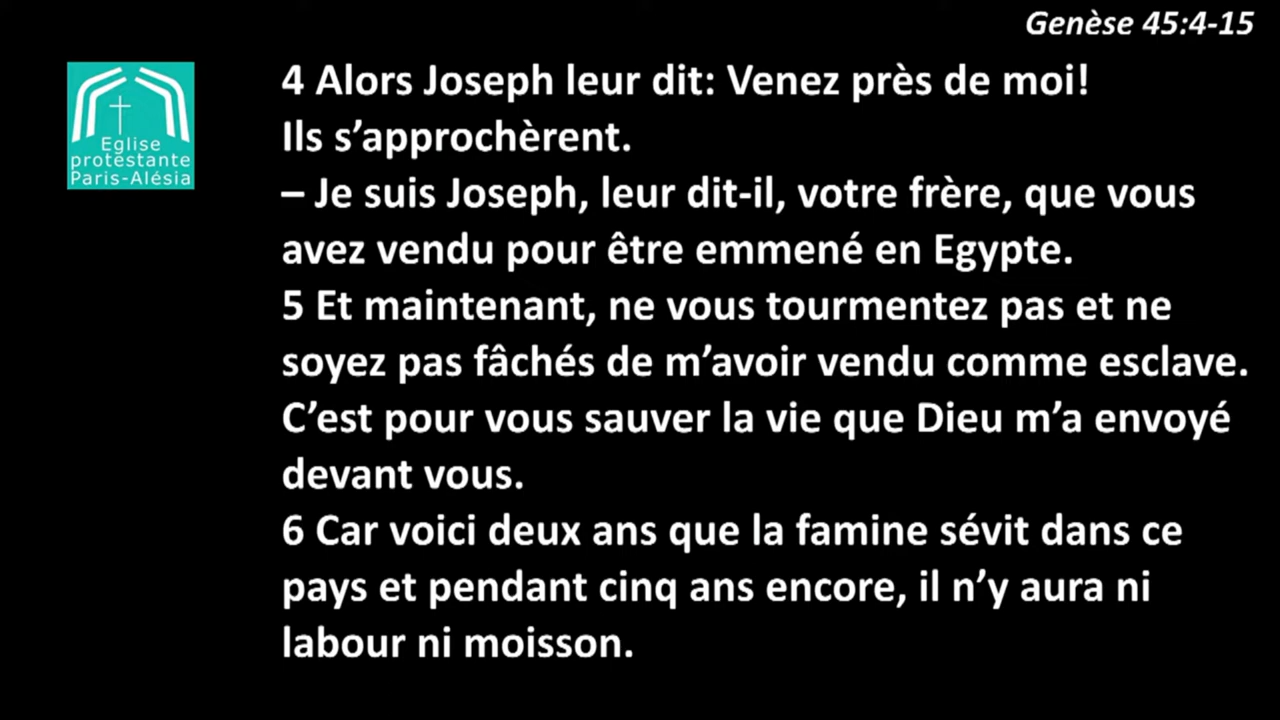 Genèse 45:4-15
Eglise
protestante
Paris-Alésia
4 Alors Joseph leur dit: Venez près de moi!
Ils s’approchèrent.
– Je suis Joseph, leur dit-il, votre frère, que vous
avez vendu pour être emmené en Egypte.
5 Et maintenant, ne vous tourmentez pas et ne
soyez pas fâchés de m’avoir vendu comme esclave.
C’est pour vous sauver la vie que Dieu m’a envoyé
devant vous.
6 Car voici deux ans que la famine sévit dans ce
pays et pendant cinq ans encore, il n’y aura ni
labour ni moisson.